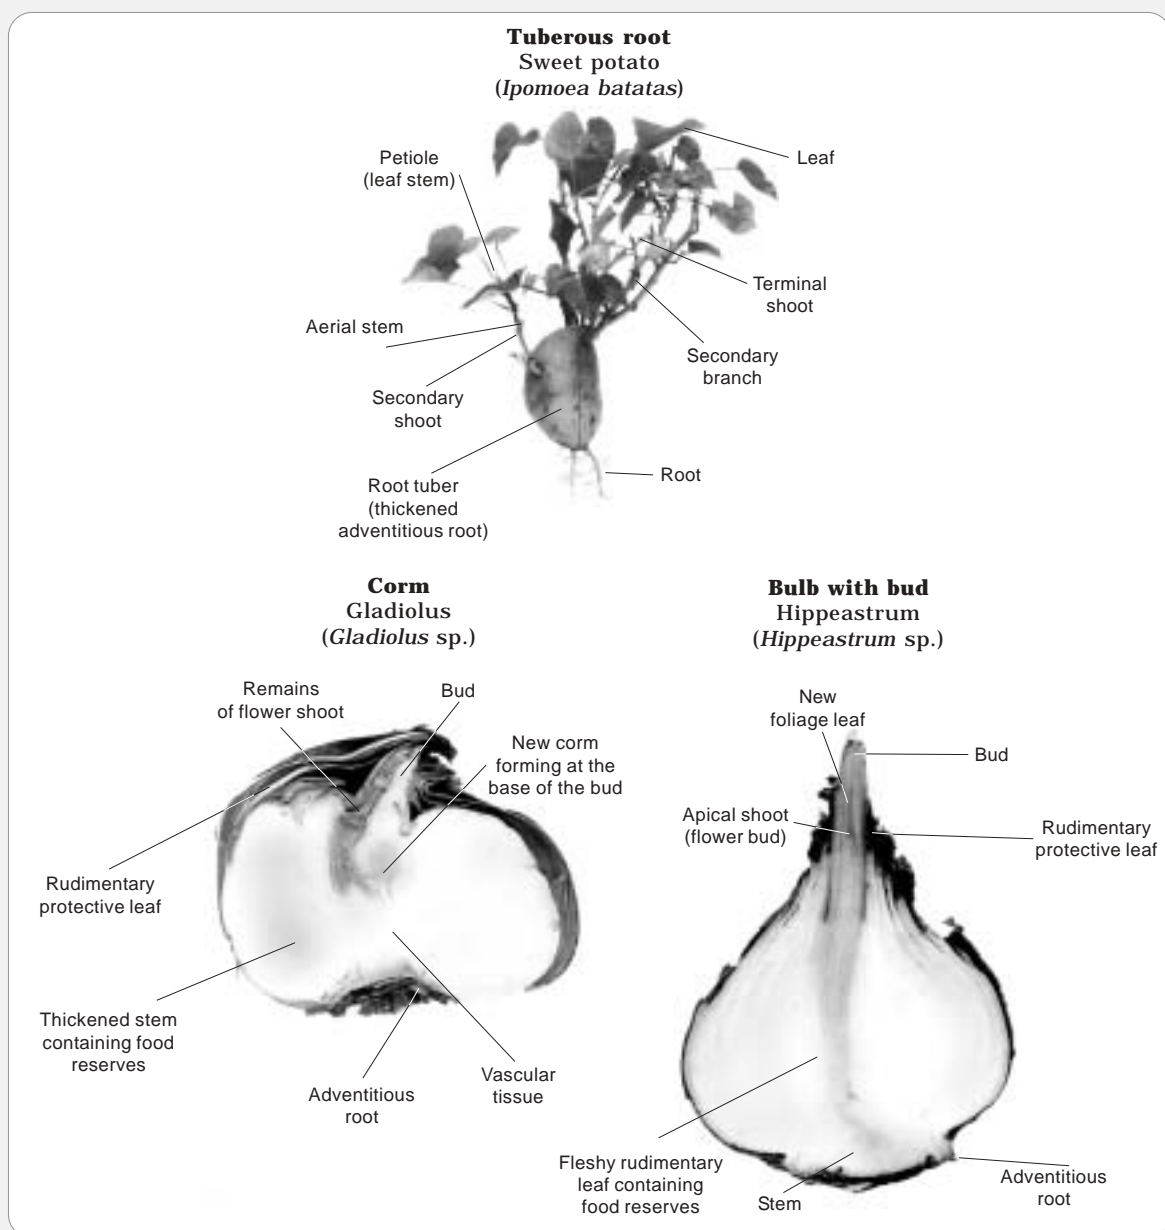 Tuberous root
Sweet potato
(Ipomoea batatas)
Petiole
(leaf stem)
Leaf
Terminal
shoot
Aerial stem
Secondary
branch
Secondary
shoot
Root tuber
(thickened
adventitious root)
Root
Corm
Gladiolus
(Gladiolus sp.)
Remains
of flower shoot
Bud
New corm
forming at the
base of the bud
Rudimentary
protective leaf
Thickened stem
containing food
reserves
Adventitious
root
Vascular
tissue
Bulb with bud
Hippeastrum
(Hippeastrum sp.)
New
foliage leaf
Bud
Apical shoot
(flower bud)
Rudimentary
protective leaf
Fleshy rudimentary
leaf containing
food reserves
Stem
Adventitious
root